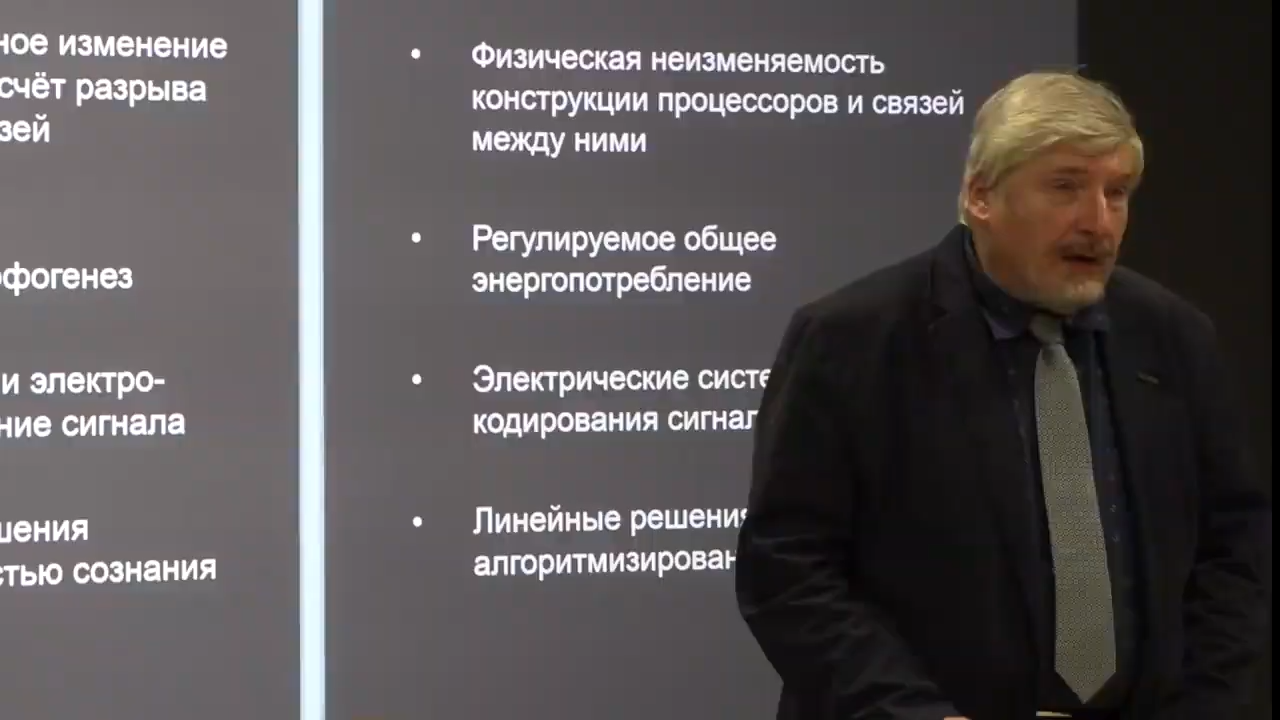 ное изменение
счёт разрыва
зей
фогенез
и электро-
ние сигнала
шения
стью сознания
• Физическая неизменяемость
конструкции процессоров и связей
между ними
• Регулируемое общее
энергопотребление
• Электрические систе
кодирования сигнал
• Линейные решения
алгоритмизирован